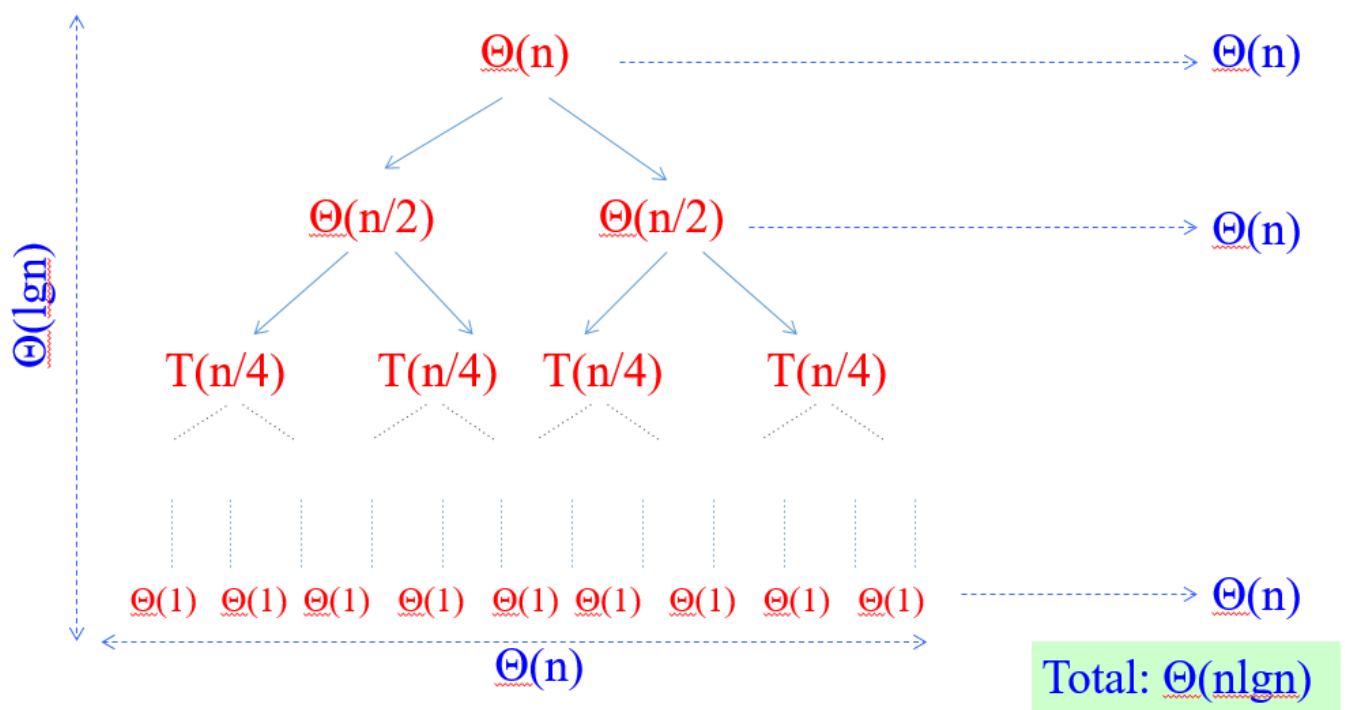 Θ(n) Θ(n)
Θ(n/2) Θ(n/2) Θ(n)
Θ(lgn)
T(n/4) T(n/4) T(n/4) T(n/4)
Θ(1) Θ(1) Θ(1) Θ(1) Θ(1) Θ(1) Θ(1) Θ(1) Θ(1) Θ(n)
Θ(n)
Total: Θ(nlgn)